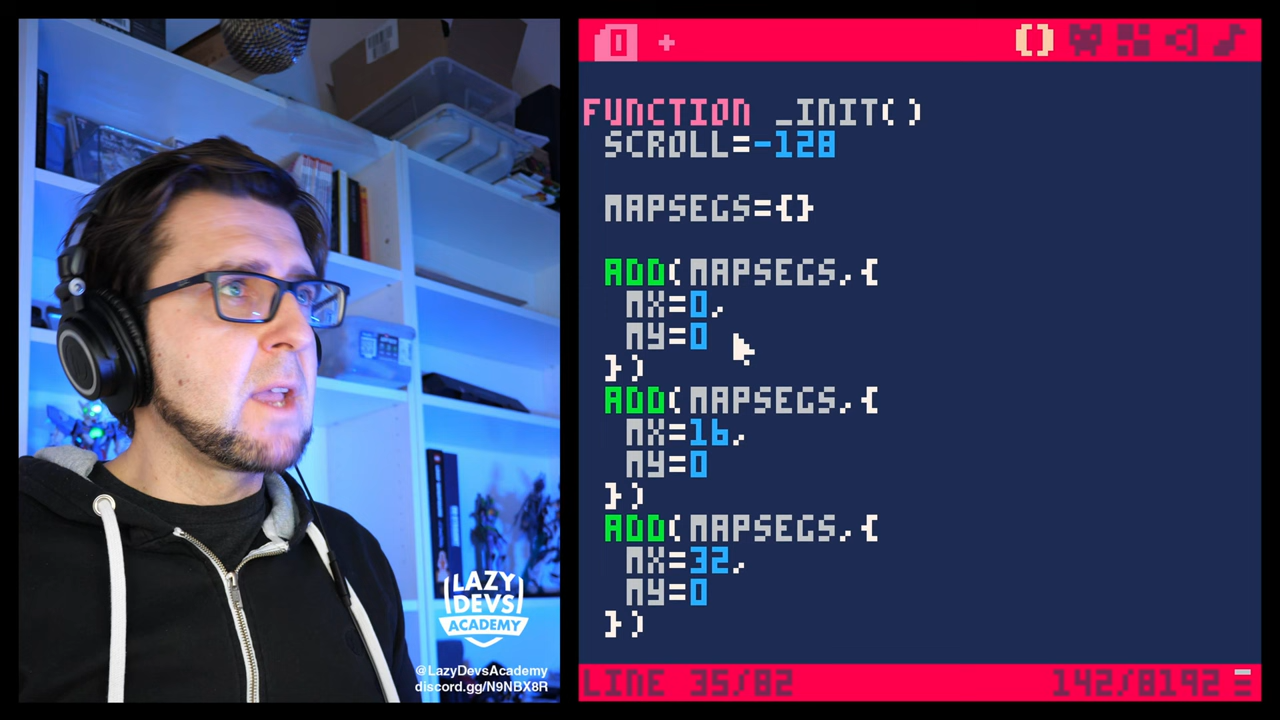 LAZY
DEVS
ACADEMY
@LazyDevsAcademy
discord.gg/N9NBX8R
0 +
FUNCTION _INIT()
SCROLL=-128
MAPSEGS={}
ADD(MAPSEGS,{
MX=0,
MY=0
})
ADD(MAPSEGS,{
MX=16,
MY=0
})
ADD(MAPSEGS,{
MX=32,
MY=0
})
LINE 35/82
142/8192